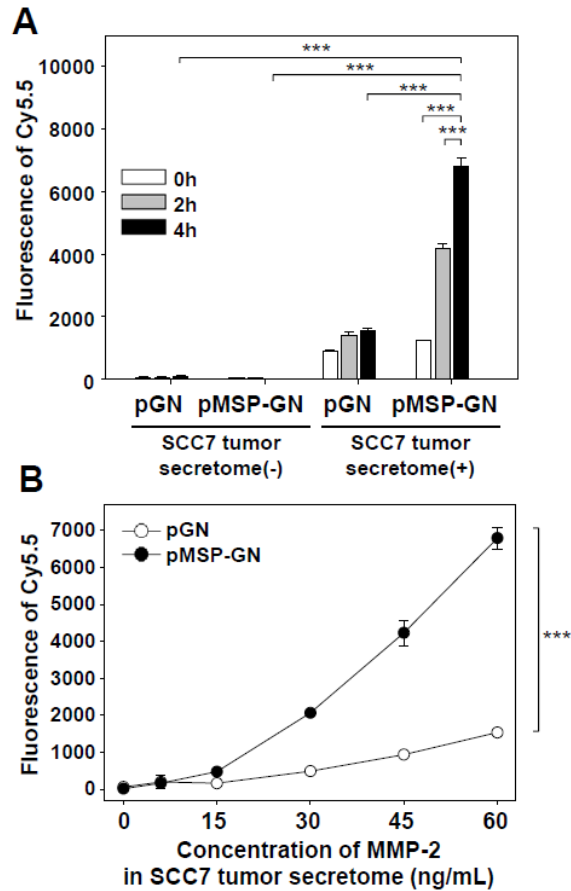 A
***
***
***
***
***
10000
8000
6000
4000
2000
0
Fluorescence of Cy5.5
0h
2h
4h
pGN pMSP-GN pGN pMSP-GN
SCC7 tumor secretome(-)
SCC7 tumor secretome(+)
B
7000
6000
5000
4000
3000
2000
1000
0
Fluorescence of Cy5.5
pGN
pMSP-GN
***
0 15 30 45 60
Concentration of MMP-2
in SCC7 tumor secretome (ng/mL)